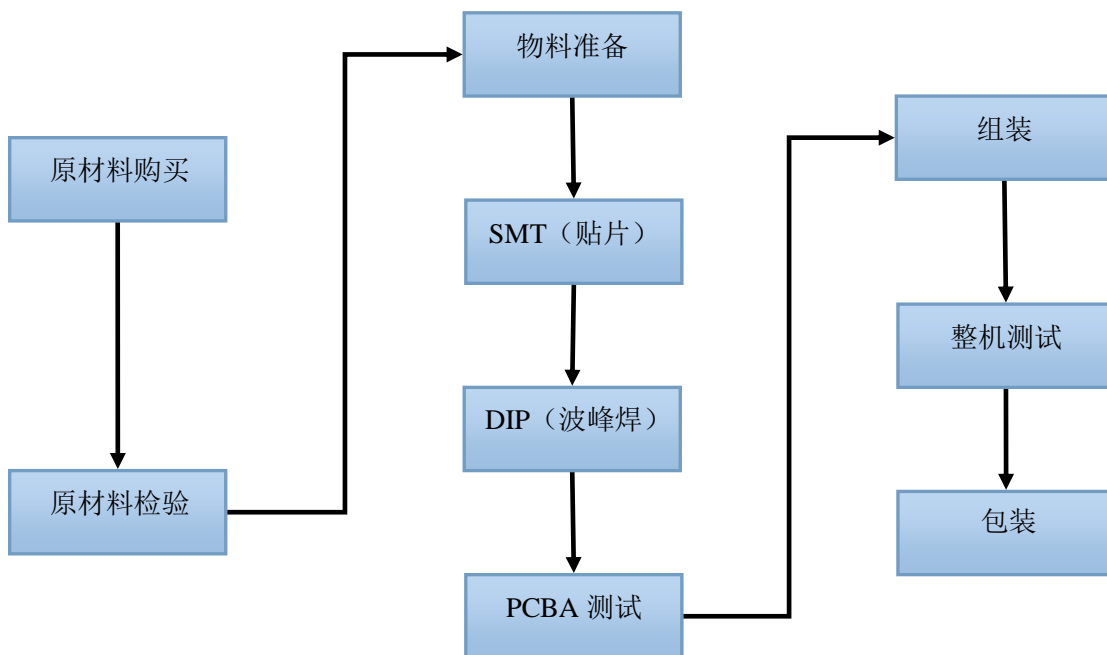 原材料购买
原材料检验
物料准备
SMT（贴片）
DIP（波峰焊）
PCBA 测试
组装
整机测试
包装